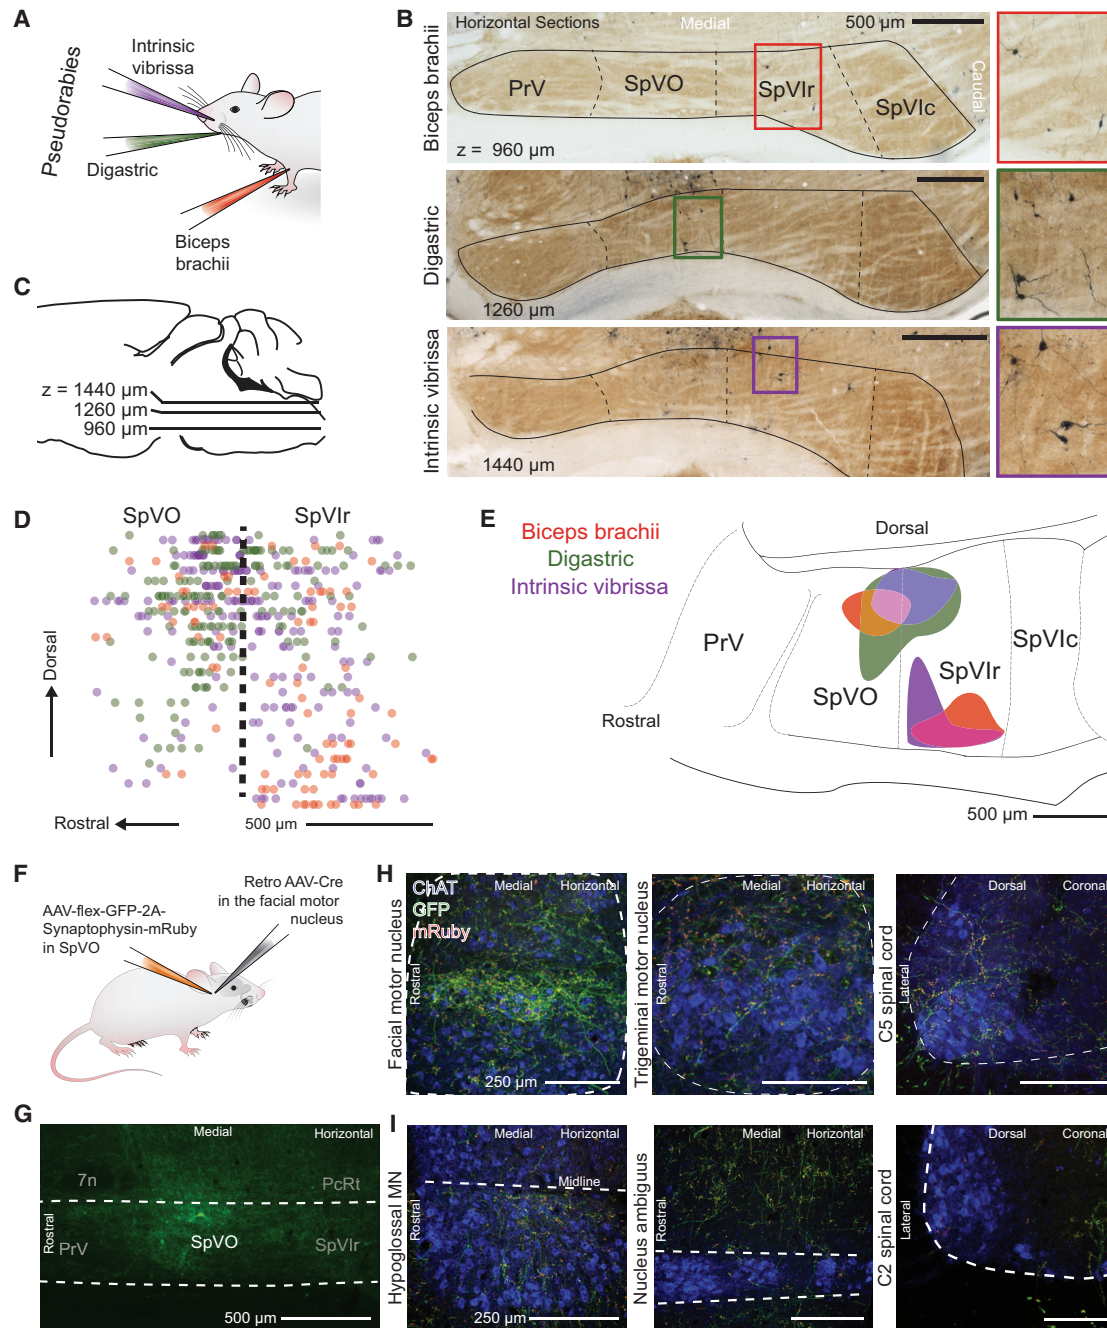 A
Pseudorabies
Intrinsic
vibrissa
Digastric
Biceps
brachii
B
Horizontal Sections
Medial
500 µm
Biceps brachii
PrV
SpVO
SpVIr
SpVIc
Caudal
z = 960 µm
Digastric
1260 µm
Intrinsic vibrissa
1440 µm
C
z = 1440 µm
1260 µm
960 µm
D
SpVO
SpVIr
Dorsal
Rostral
500 µm
E
Biceps brachii
Digastric
Intrinsic vibrissa
Dorsal
PrV
SpVO
SpVIr
SpVIc
Rostral
500 µm
F
AAV-flex-GFP-2A-
Synaptophysin-mRuby
in SpVO
Retro AAV-Cre
in the facial motor
nucleus
G
Medial
Horizontal
7n
PcRt
Rostral
PrV
SpVO
SpVIr
500 µm
H
Facial motor nucleus
ChAT
GFP
mRuby
Medial
Horizontal
Rostral
250 µm
Trigeminal motor nucleus
Medial
Horizontal
Rostral
C5 spinal cord
Dorsal
Coronal
Lateral
I
Hypoglossal MN
Medial
Horizontal
Midline
Rostral
250 µm
Nucleus ambiguus
Medial
Horizontal
Rostral
C2 spinal cord
Dorsal
Coronal
Lateral